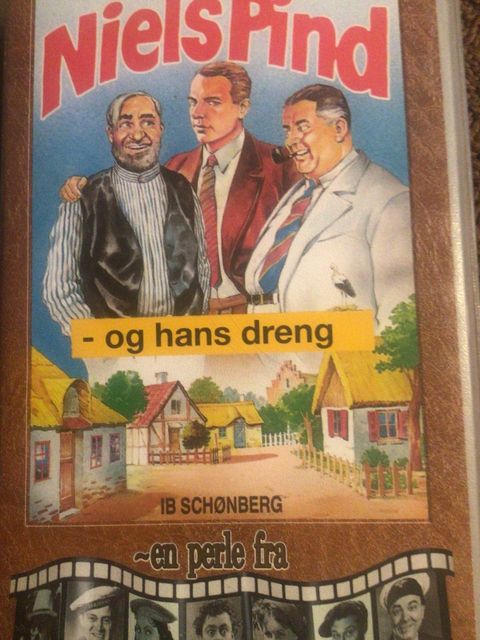 Niels Pind
- og hans dreng
IB SCHØNBERG
~en perle fra